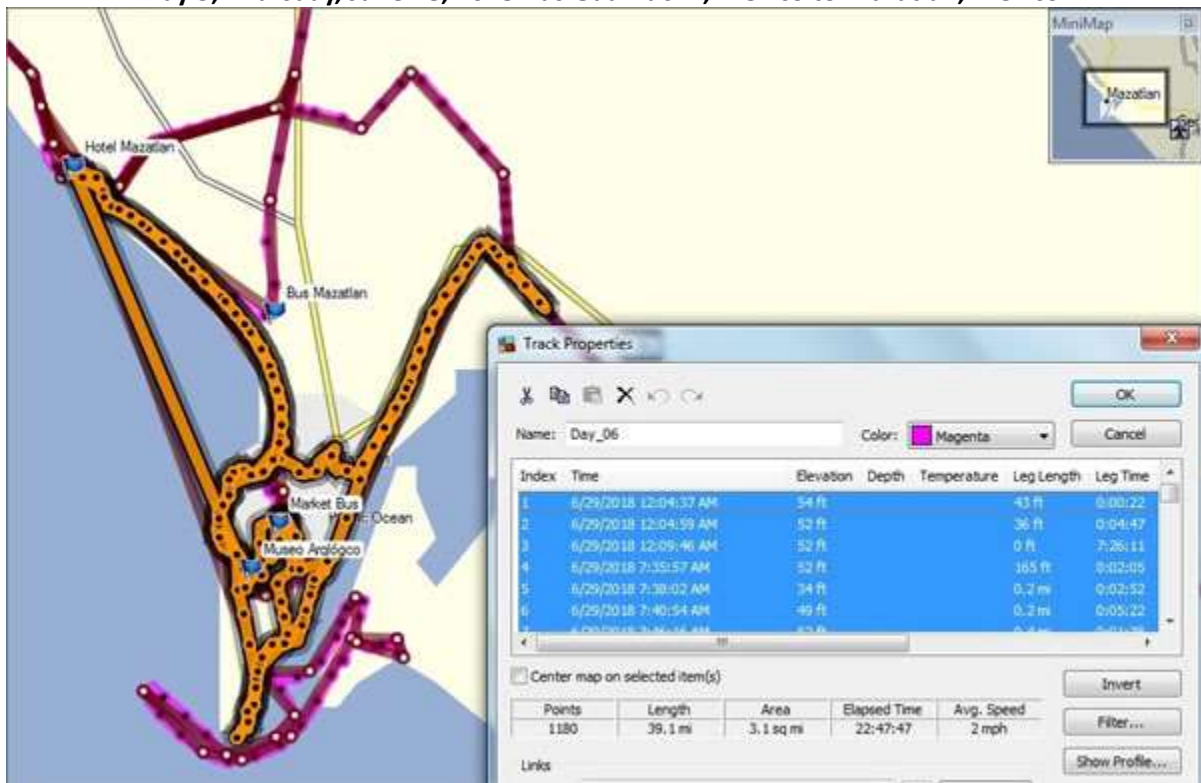 MiniMap
Mazatlan
Hotel Mazatlan
Bus Mazatlan
Market Bus
Ocean
Museo Arglógco
Track Properties
OK
Name: Day_06 Color: Magenta Cancel
Index Time Elevation Depth Temperature Leg Length Leg Time
1 6/29/2018 12:04:37 AM 54 ft 43 ft 0:00:22
2 6/29/2018 12:04:59 AM 52 ft 36 ft 0:04:47
3 6/29/2018 12:09:46 AM 52 ft 0 ft 7:26:11
4 6/29/2018 7:35:57 AM 52 ft 165 ft 0:02:05
5 6/29/2018 7:38:02 AM 34 ft 0.2 mi 0:02:52
6 6/29/2018 7:40:54 AM 49 ft 0.2 mi 0:05:22
Center map on selected item(s)
Invert
Points Length Area Elapsed Time Avg. Speed
1180 39.1 mi 3.1 sq mi 22:47:47 2 mph
Filter...
Links
Show Profile...